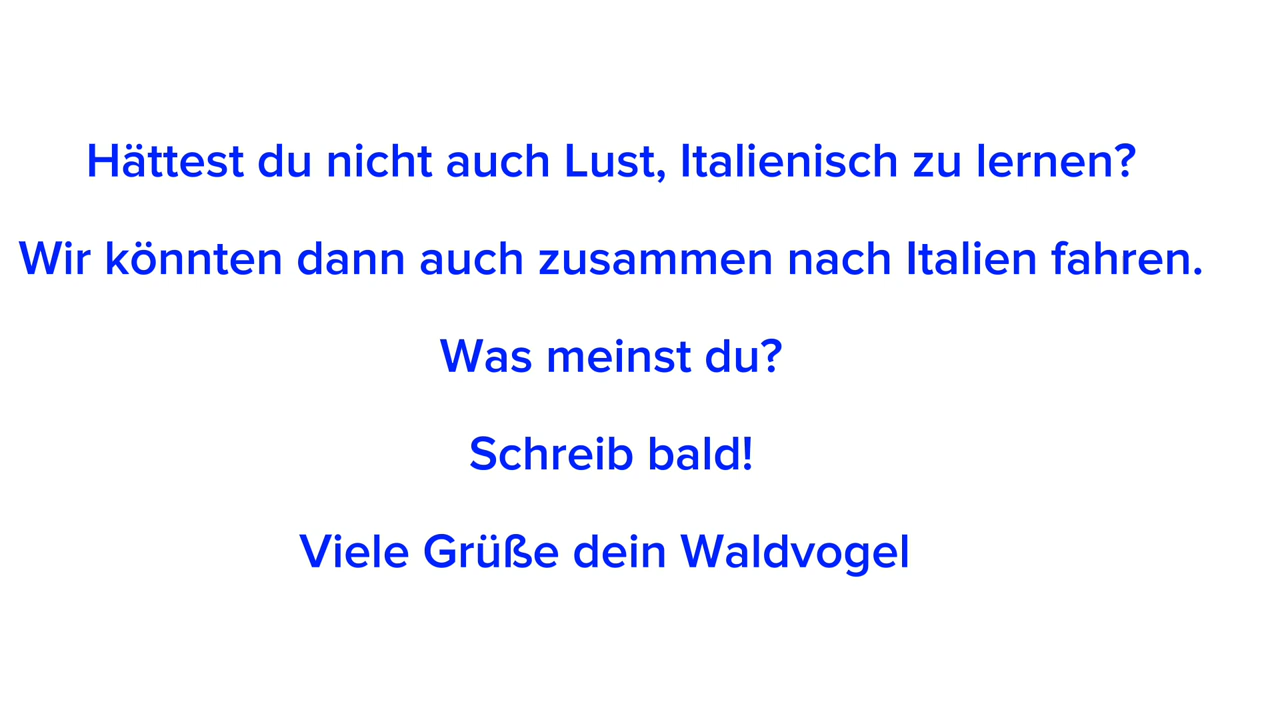 Hättest du nicht auch Lust, Italienisch zu lernen?
Wir könnten dann auch zusammen nach Italien fahren.
Was meinst du?
Schreib bald!
Viele Grüße dein Waldvogel